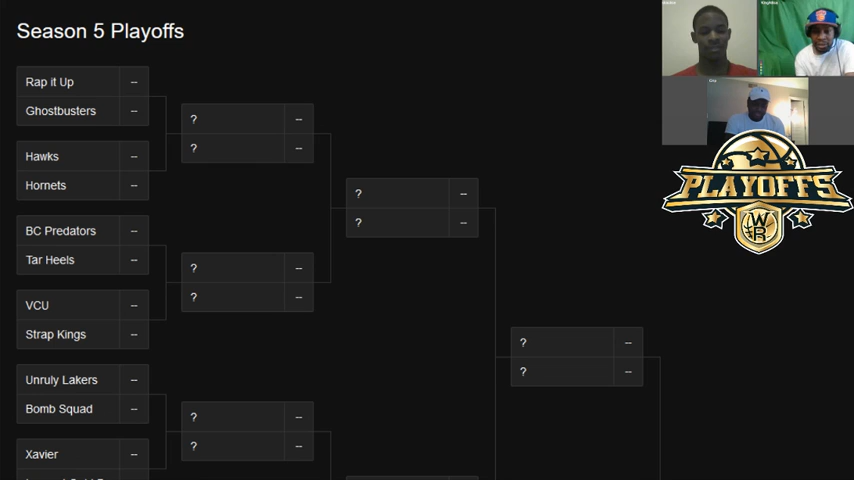 Season 5 Playoffs
Rap it Up --
Ghostbusters --
? --
? --
Hawks --
Hornets --
? --
? --
BC Predators --
Tar Heels --
? --
? --
VCU --
Strap Kings --
? --
? --
Unruly Lakers --
Bomb Squad --
? --
? --
Xavier --
PLAYOFFS
WR